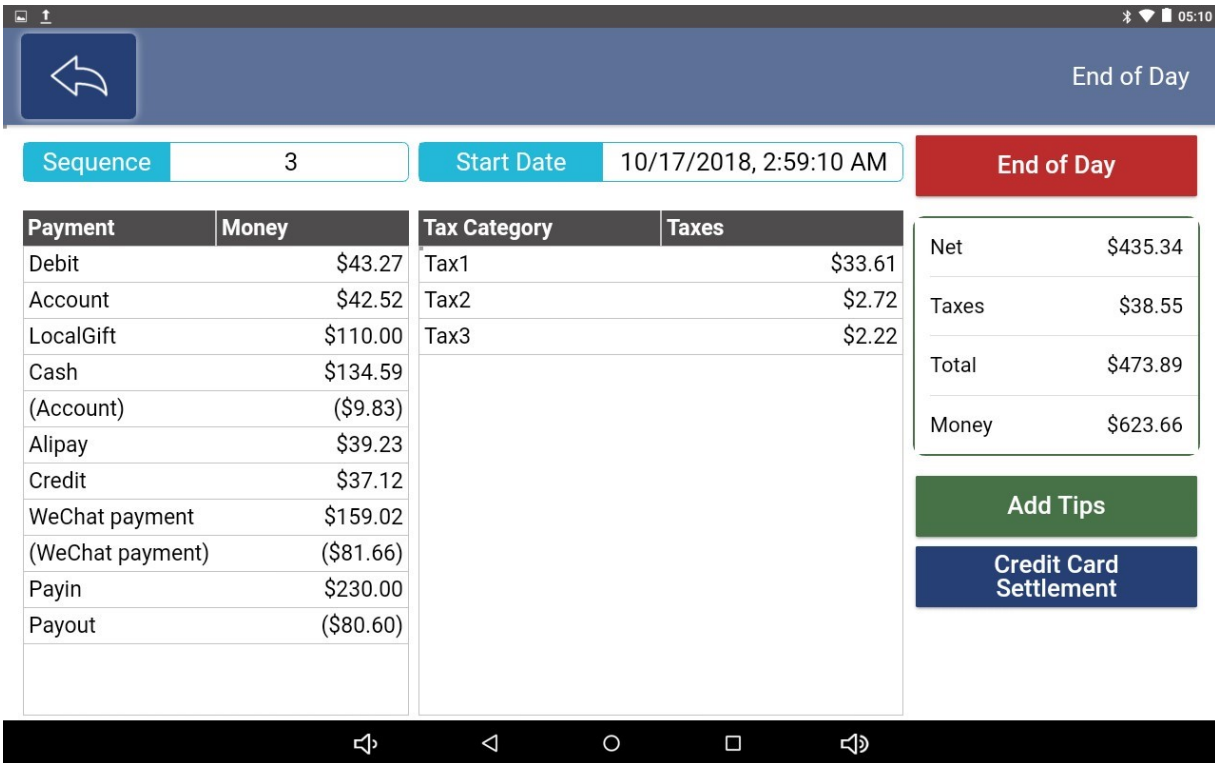 05:10
End of Day
Sequence 3 Start Date 10/17/2018, 2:59:10 AM End of Day
Payment Money
Debit $43.27
Account $42.52
LocalGift $110.00
Cash $134.59
(Account) ($9.83)
Alipay $39.23
Credit $37.12
WeChat payment $159.02
(WeChat payment) ($81.66)
Payin $230.00
Payout ($80.60)
Tax Category Taxes
Tax1 $33.61
Tax2 $2.72
Tax3 $2.22
Net $435.34
Taxes $38.55
Total $473.89
Money $623.66
Add Tips
Credit Card
Settlement